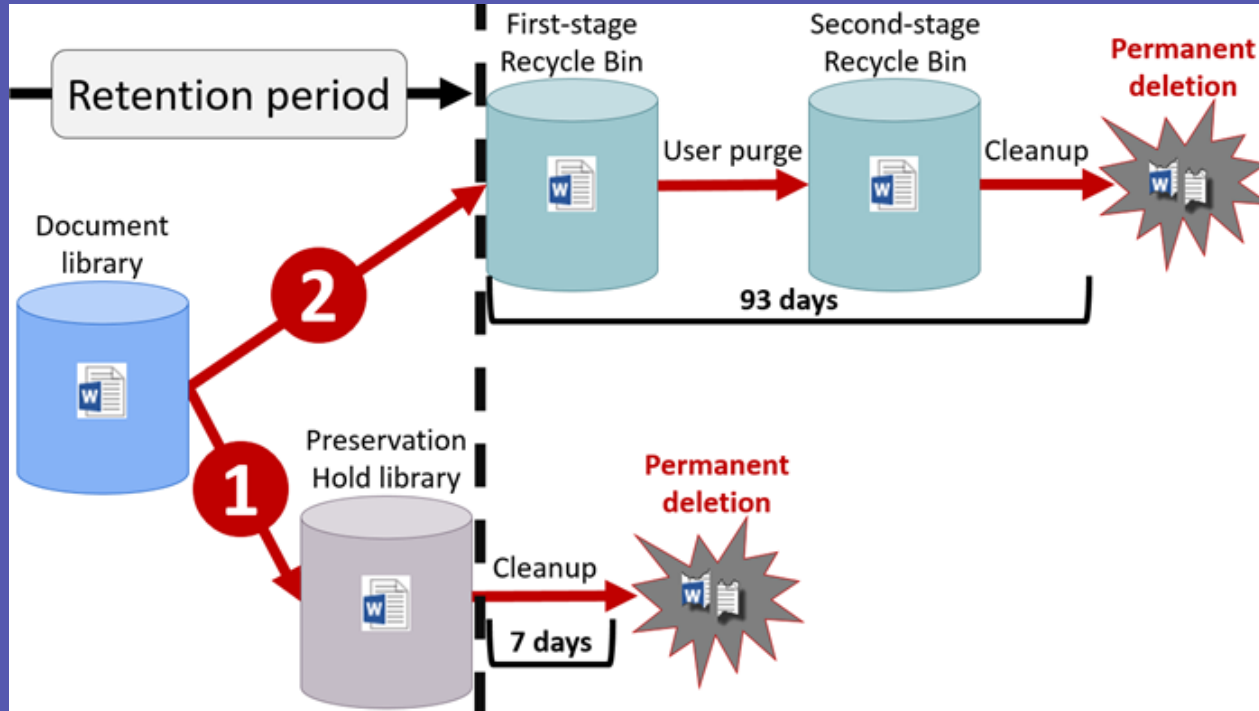 First-stage
Recycle Bin
Second-stage
Recycle Bin
Permanent
deletion
Retention period
User purge
Cleanup
W
W
W
Document
library
2
93 days
W
1
Preservation
Hold library
Permanent
deletion
Cleanup
W
W
7 days